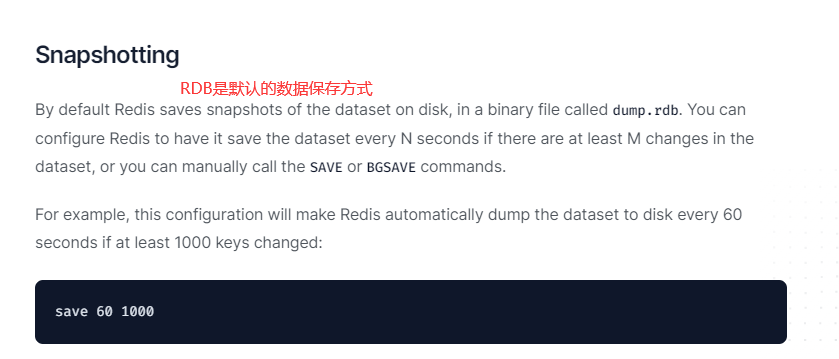 Snapshotting
RDB是默认的数据保存方式
By default Redis saves snapshots of the dataset on disk, in a binary file called dump.rdb. You can
configure Redis to have it save the dataset every N seconds if there are at least M changes in the
dataset, or you can manually call the SAVE or BGSAVE commands.
For example, this configuration will make Redis automatically dump the dataset to disk every 60
seconds if at least 1000 keys changed:
save 60 1000